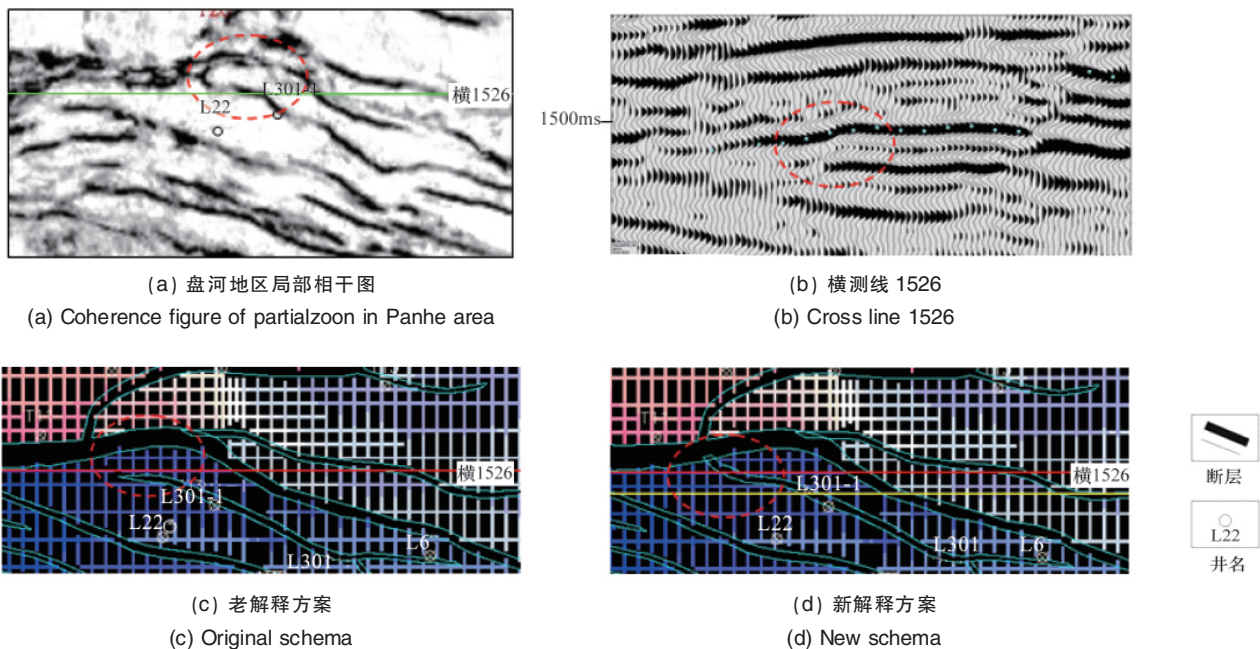 L301-1
横1526
L22
(a) 盘河地区局部相干图
(a) Coherence figure of partialzoon in Panhe area
1500ms
(b) 横测线 1526
(b) Cross line 1526
横1526
L301-1
L22
L301
L6
(c) 老解释方案
(c) Original schema
横1526
L301-1
L22
L301
L6
(d) 新解释方案
(d) New schema
断层
L22
井名